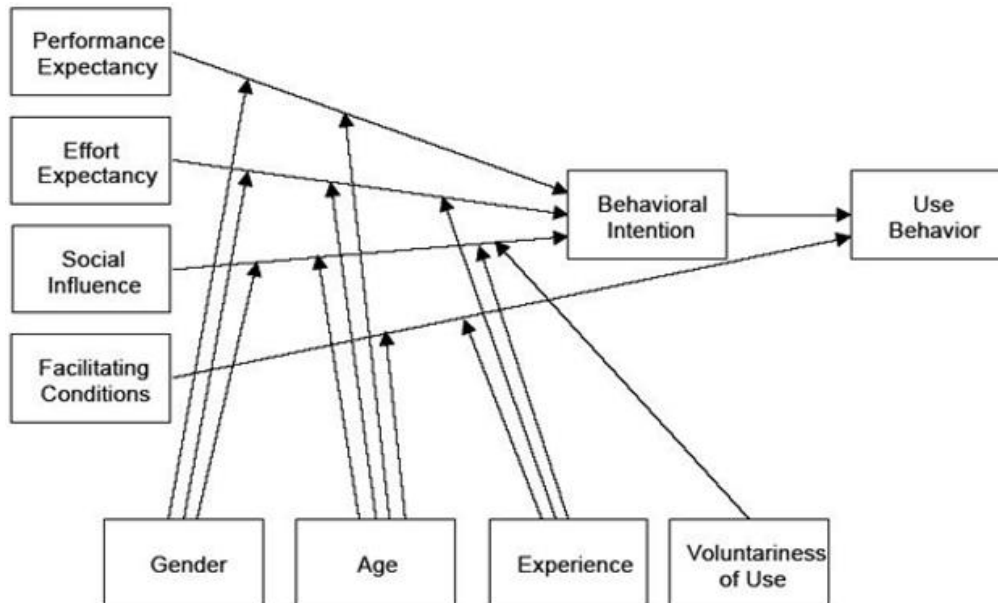 Performance
Expectancy
Effort
Expectancy
Social
Influence
Facilitating
Conditions
Behavioral
Intention
Use
Behavior
Gender
Age
Experience
Voluntariness
of Use